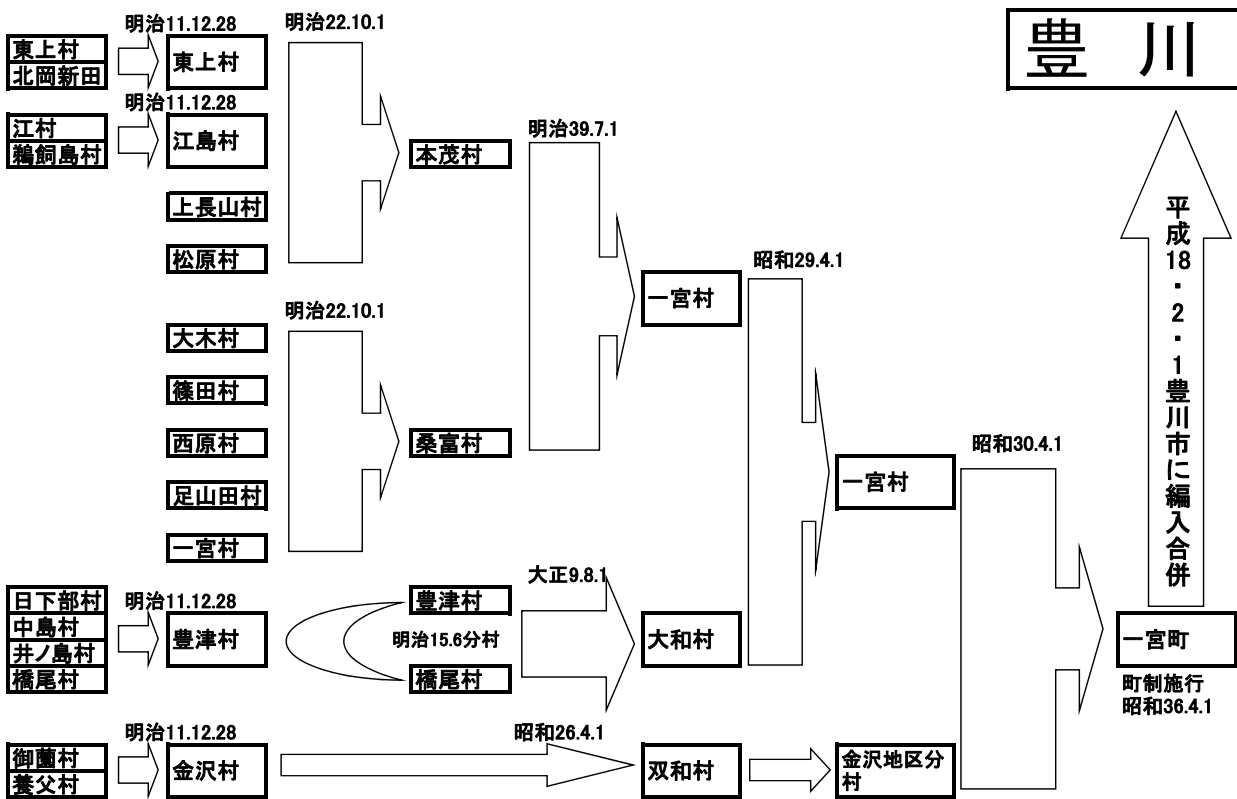 豊川
明治11.12.28
東上村
北岡新田
東上村
明治11.12.28
江村
鵜飼島村
江島村
上長山村
松原村
明治22.10.1
本茂村
大木村
篠田村
西原村
足山田村
一宮村
明治22.10.1
桑富村
明治39.7.1
一宮村
日下部村
中島村
井ノ島村
橋尾村
明治11.12.28
豊津村
豊津村
明治15.6分村
橋尾村
大正9.8.1
大和村
昭和29.4.1
一宮村
御薗村
養父村
明治11.12.28
金沢村
昭和26.4.1
双和村
金沢地区分
村
昭和30.4.1
一宮町
町制施行
昭和36.4.1
平成18・2・1豊川市に編入合併